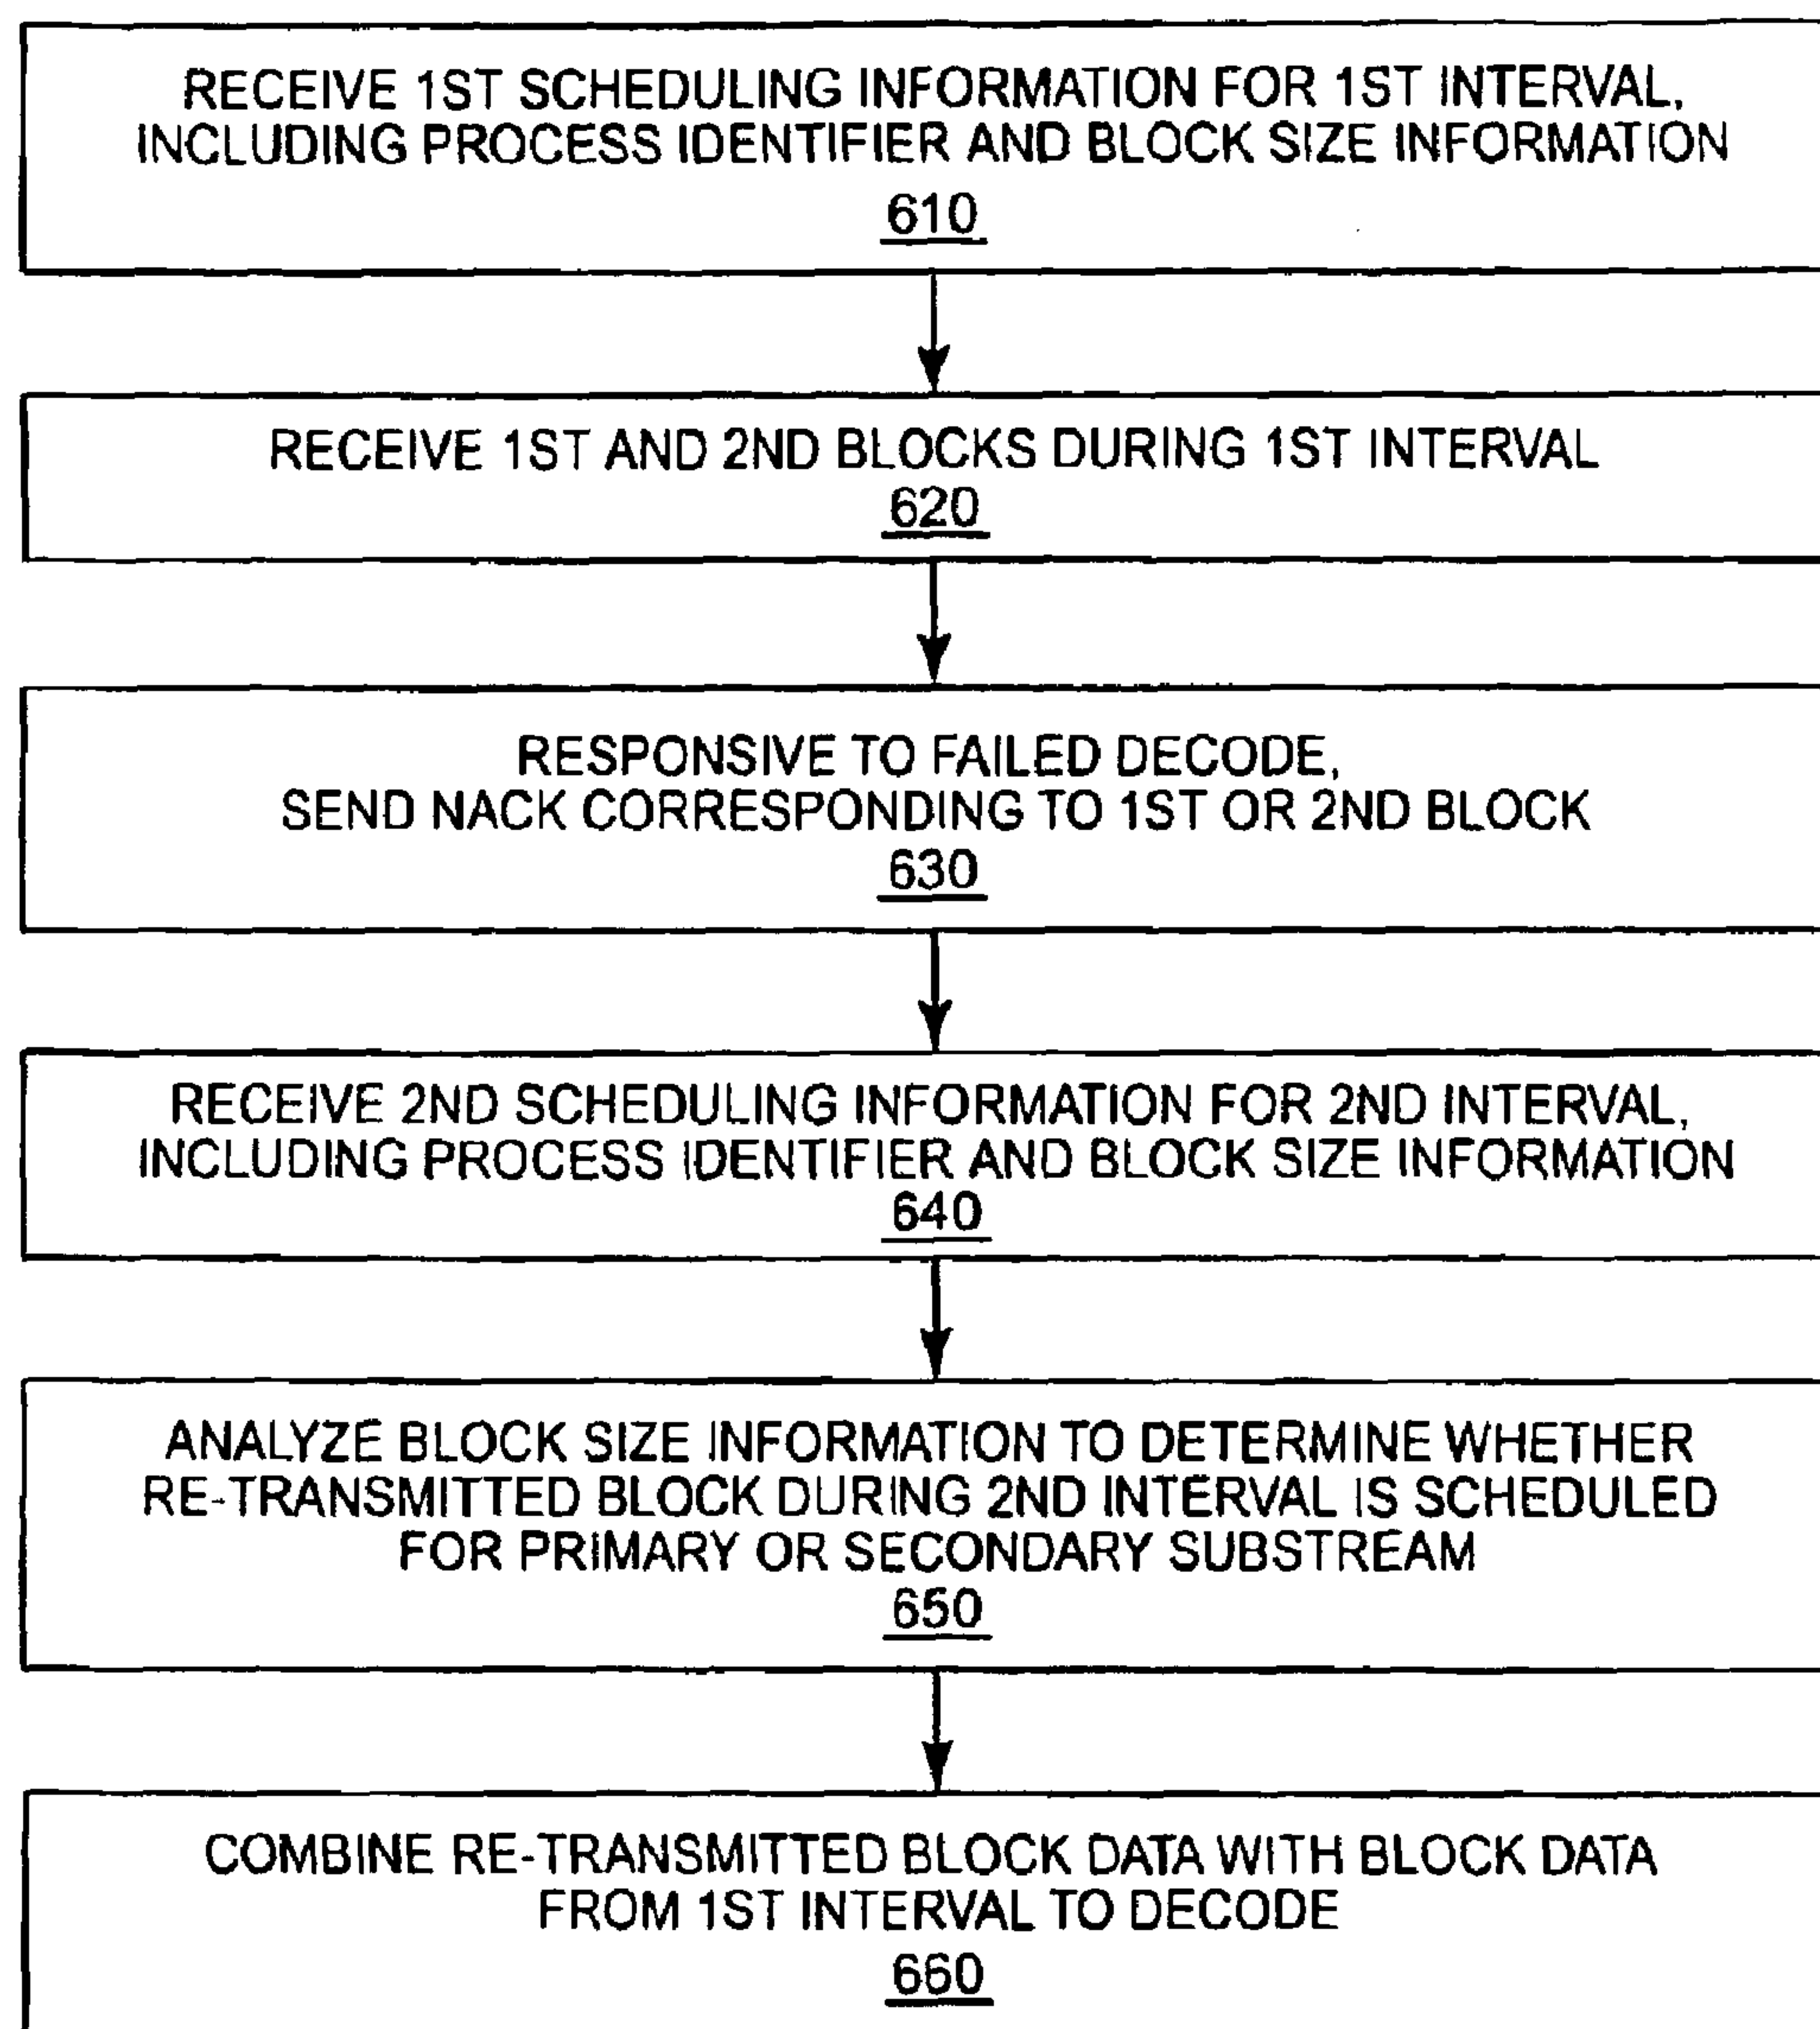 RECEIVE 1ST SCHEDULING INFORMATION FOR 1ST INTERVAL,
INCLUDING PROCESS IDENTIFIER AND BLOCK SIZE INFORMATION
610
RECEIVE 1ST AND 2ND BLOCKS DURING 1ST INTERVAL
620
RESPONSIVE TO FAILED DECODE,
SEND NACK CORRESPONDING TO 1ST OR 2ND BLOCK
630
RECEIVE 2ND SCHEDULING INFORMATION FOR 2ND INTERVAL,
INCLUDING PROCESS IDENTIFIER AND BLOCK SIZE INFORMATION
640
ANALYZE BLOCK SIZE INFORMATION TO DETERMINE WHETHER
RE-TRANSMITTED BLOCK DURING 2ND INTERVAL IS SCHEDULED
FOR PRIMARY OR SECONDARY SUBSTREAM
650
COMBINE RE-TRANSMITTED BLOCK DATA WITH BLOCK DATA
FROM 1ST INTERVAL TO DECODE
660